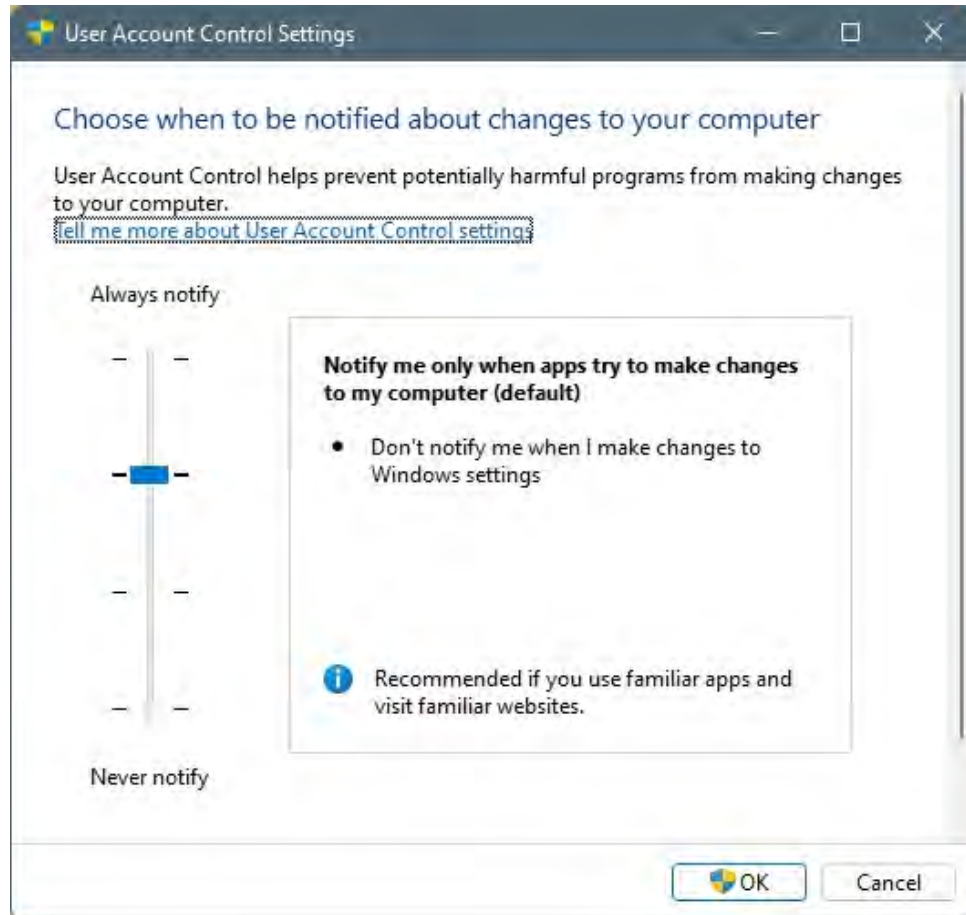 User Account Control Settings
Choose when to be notified about changes to your computer
User Account Control helps prevent potentially harmful programs from making changes
to your computer.
Tell me more about User Account Control settings
Always notify
Notify me only when apps try to make changes
to my computer (default)
• Don't notify me when I make changes to
Windows settings
Recommended if you use familiar apps and
visit familiar websites.
Never notify
OK
Cancel